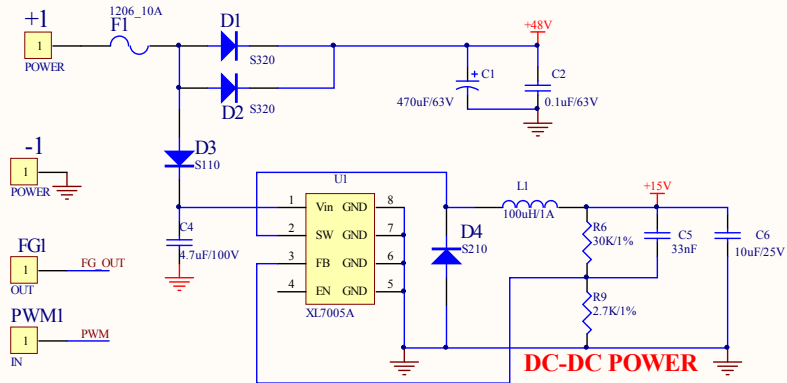 +1
1
POWER
1206_10A
F1
D1
S320
D2
S320
+48V
+
C1
470uF/63V
C2
0.1uF/63V
-1
1
POWER
D3
S110
C4
4.7uF/100V
U1
1 Vin GND 8
2 SW GND 7
3 FB GND 6
4 EN GND 5
XL7005A
D4
S210
L1
100uH/1A
+15V
R6
30K/1%
C5
33nF
C6
10uF/25V
R9
2.7K/1%
FG1
1
FG_OUT
OUT
PWM1
1
PWM
IN
DC-DC POWER